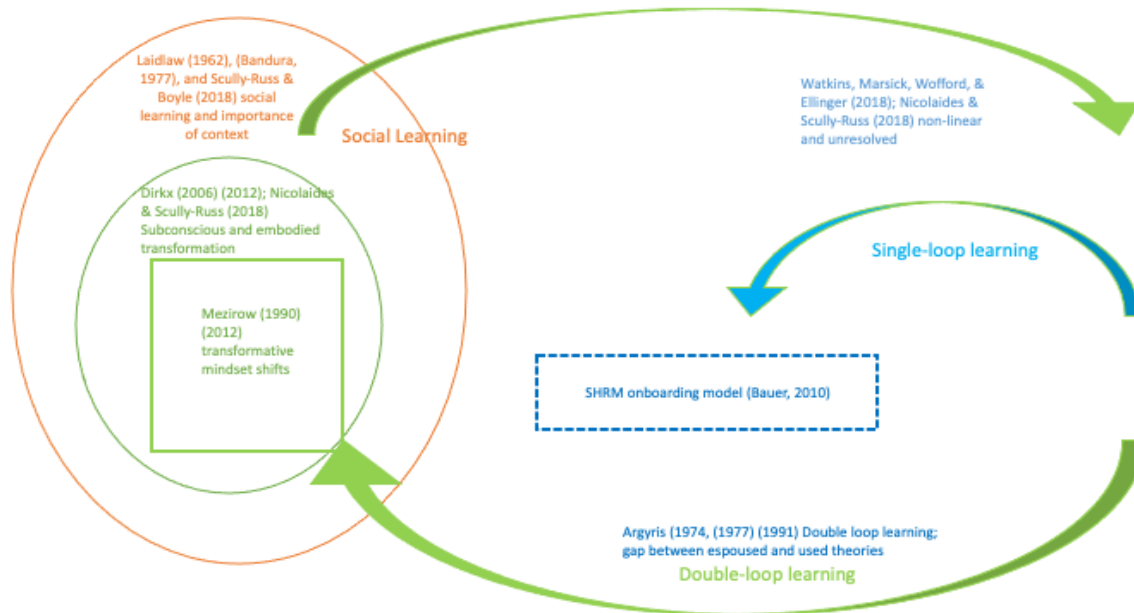 Laidlaw (1962), (Bandura,
1977), and Scully-Russ &
Boyle (2018) social
learning and importance
of context
Social Learning
Watkins, Marsick, Wofford, &
Ellinger (2018); Nicolaides &
Scully-Russ (2018) non-linear
and unresolved
Dirkx (2006) (2012); Nicolaides
& Scully-Russ (2018)
Subconscious and embodied
transformation
Single-loop learning
Mezirow (1990)
(2012)
transformative
mindset shifts
SHRM onboarding model (Bauer, 2010)
Argyris (1974, (1977) (1991) Double loop learning;
gap between espoused and used theories
Double-loop learning